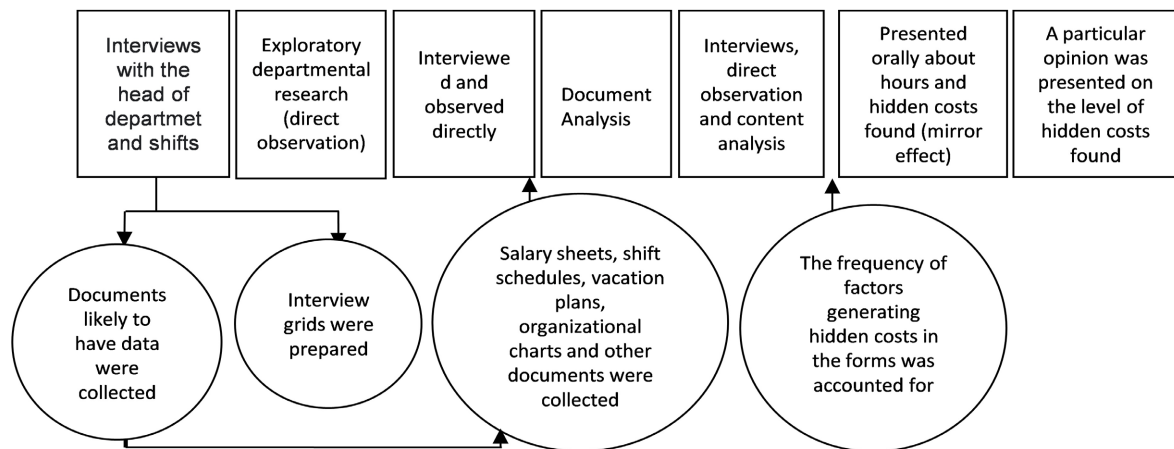 Interviews
with the
head of
departmet
and shifts
Exploratory
departmental
research
(direct
observation)
Interviewe
d and
observed
directly
Document
Analysis
Interviews,
direct
observation
and content
analysis
Presented
orally about
hours and
hidden costs
found (mirror
effect)
A particular
opinion was
presented on
the level of
hidden costs
found
Documents
likely to
have data
were
collected
Interview
grids were
prepared
Salary sheets, shift
schedules, vacation
plans,
organizational
charts and other
documents were
collected
The frequency of
factors
generating
hidden costs in
the forms was
accounted for